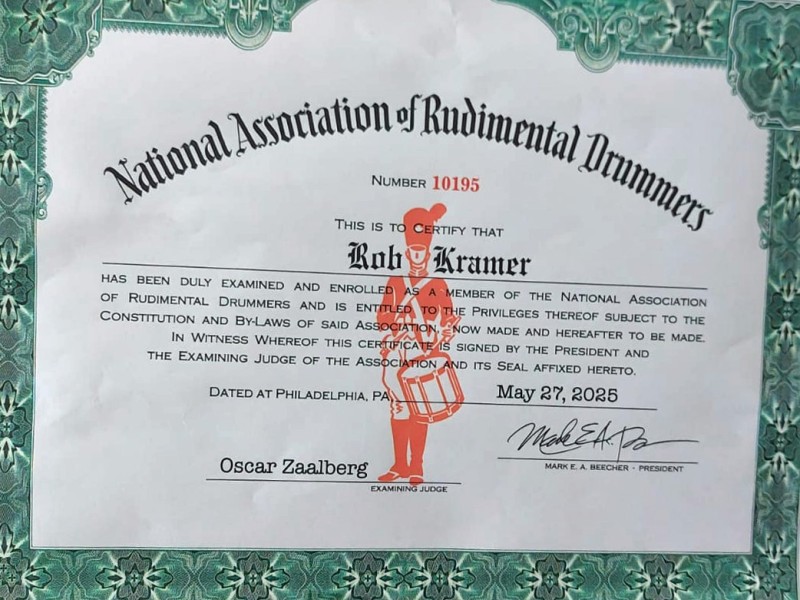 National Association of Rudimental Drummers
Number 10195
This is to Certify that
Rob Kramer
has been duly examined and enrolled as a member of the National Association
of Rudimental Drummers and is entitled to the Privileges thereof subject to the
Constitution and By-Laws of said Association, now made and hereafter to be made.
In Witness Whereof this certificate is signed by the President and
the Examining Judge of the Association and its Seal affixed hereto.
Dated at Philadelphia, PA. May 27, 2025
Mark E. A. Beecher - President
Oscar Zaalberg
Examining Judge